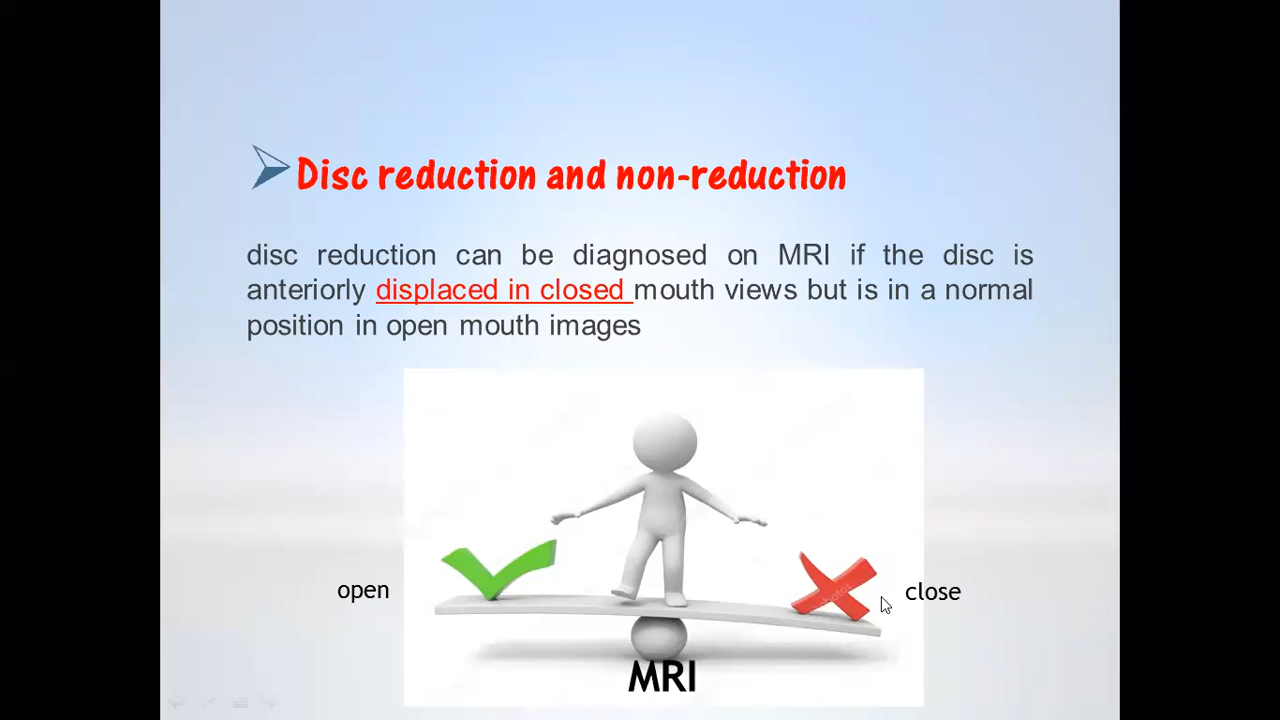 Disc reduction and non-reduction
disc reduction can be diagnosed on MRI if the disc is
anteriorly displaced in closed mouth views but is in a normal
position in open mouth images
open
close
MRI